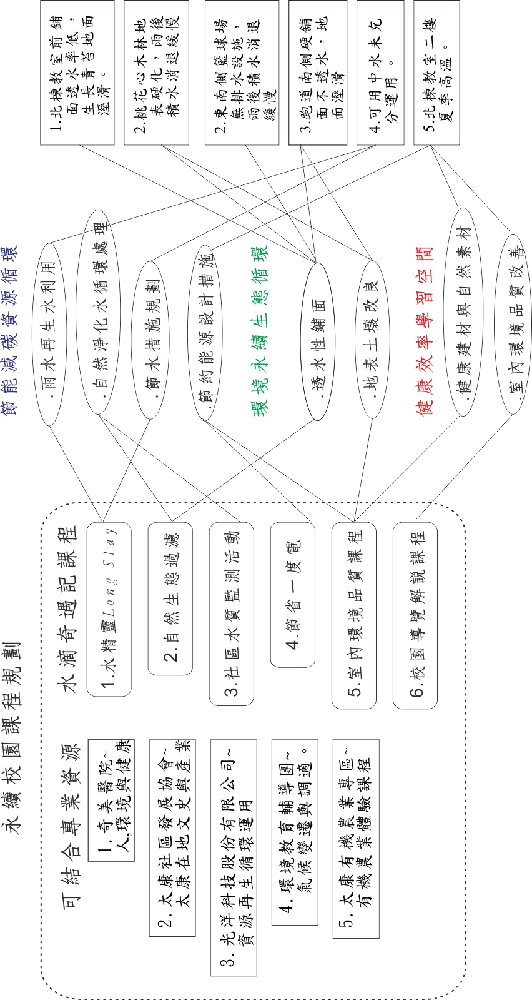 永續校園課程規劃
可結合專業資源
1. 奇美醫院~
人,環境與健康
2. 太康社區發展協會~
太康在地文史與產業
3. 光洋科技股份有限公司~
資源再生循環運用
4. 環境教育輔導團~
氣候變遷與調適。
5. 太康有機農業專區~
有機農業體驗課程
水滴奇遇記課程
1.水精靈Long Stay
2.自然生態過濾
3.社區水質監測活動
4.節省一度電
5.室內環境品質課程
6.校園導覽解說課程
節能減碳資源循環
.雨水再生水利用
.自然淨化水循環處理
.節水措施規劃
.節約能源設計措施
環境永續生態循環
.透水性鋪面
.地表土壤改良
健康效率學習空間
.健康建材與自然素材
.室內環境品質改善
1.北棟教室前鋪
面透水率低，
生長青苔地面
溼滑。
2.桃花心木林地
表硬化，雨後
積水消退緩慢
2.東南側籃球場
無排水設施，
雨後積水消退
緩慢
3.跑道南側硬舖
面不透水，地
面溼滑
4.可用中水未充
分運用。
5.北棟教室二樓
夏季高溫。